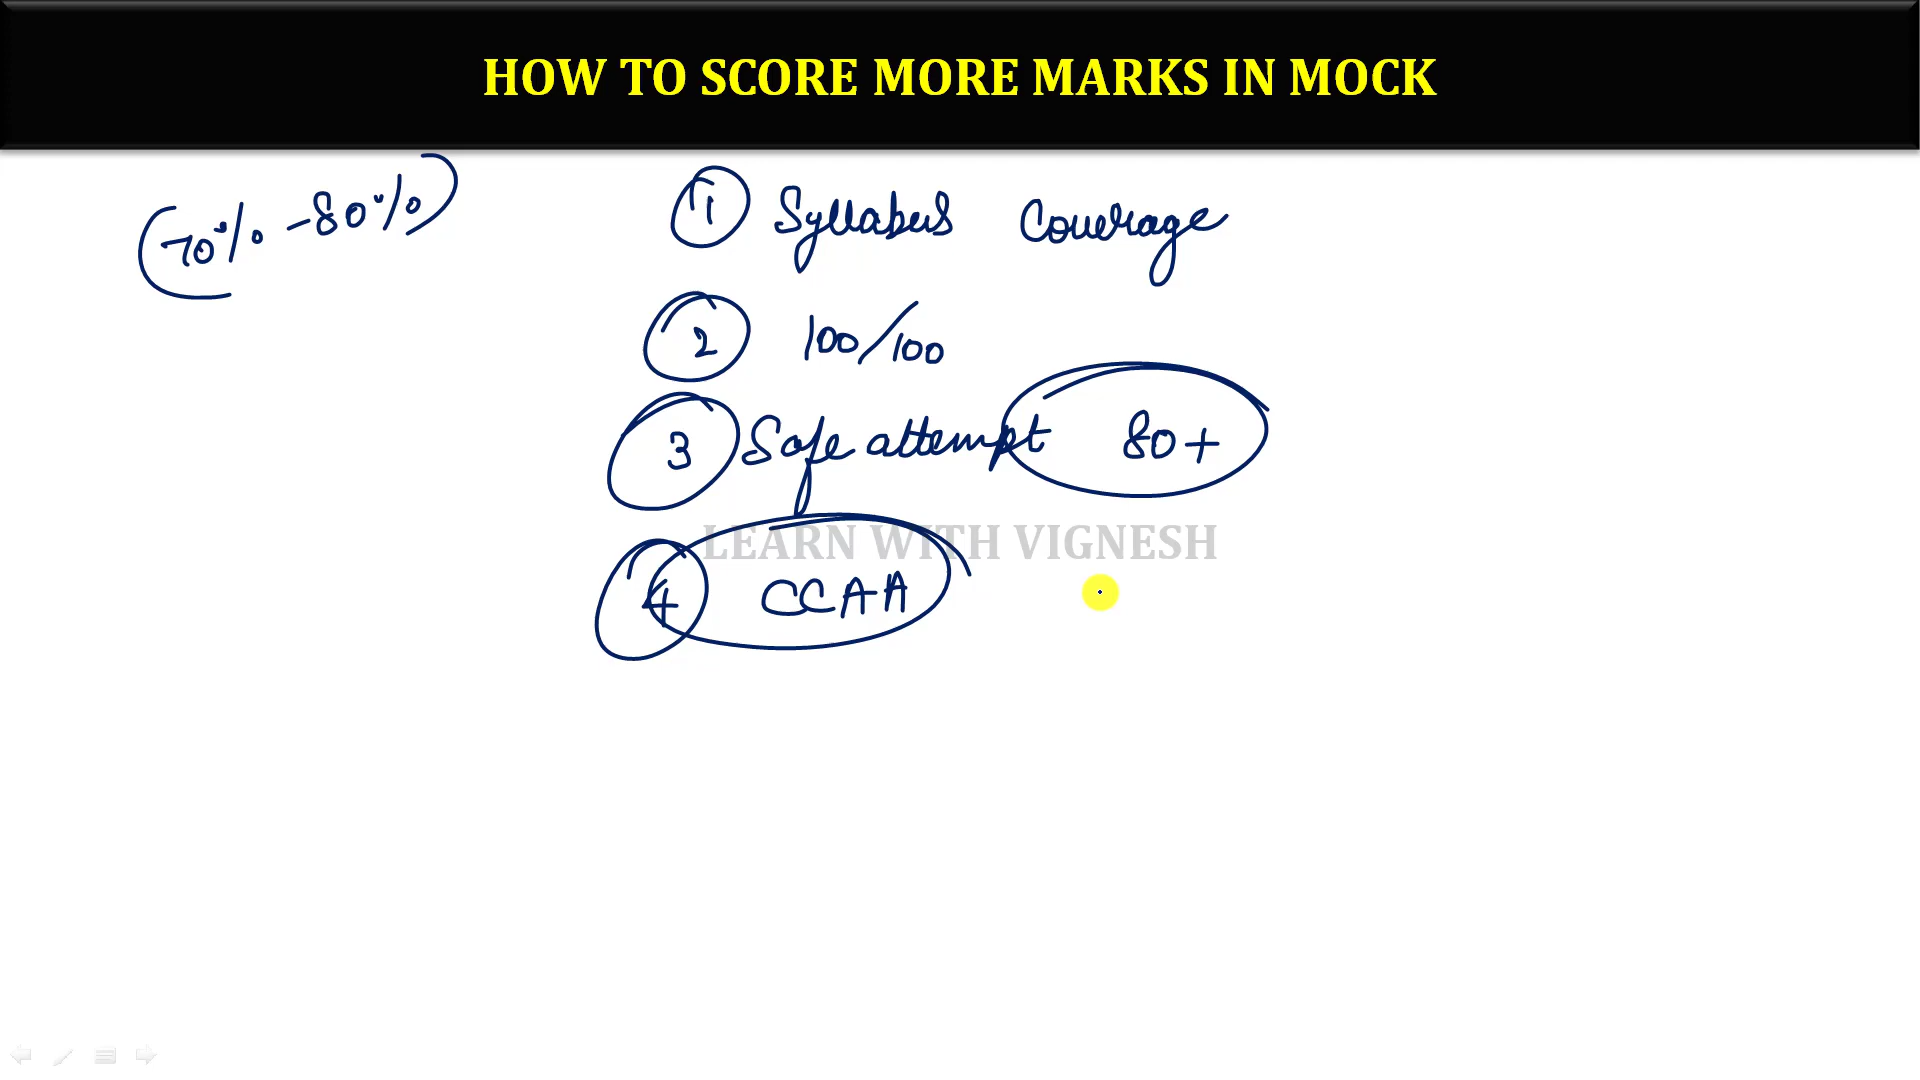 HOW TO SCORE MORE MARKS IN MOCK
(70% - 80%)
1 Syllabus Coverage
2 100/100
3 Safe attempt 80+
LEARN WITH VIGNESH
4 CCAA